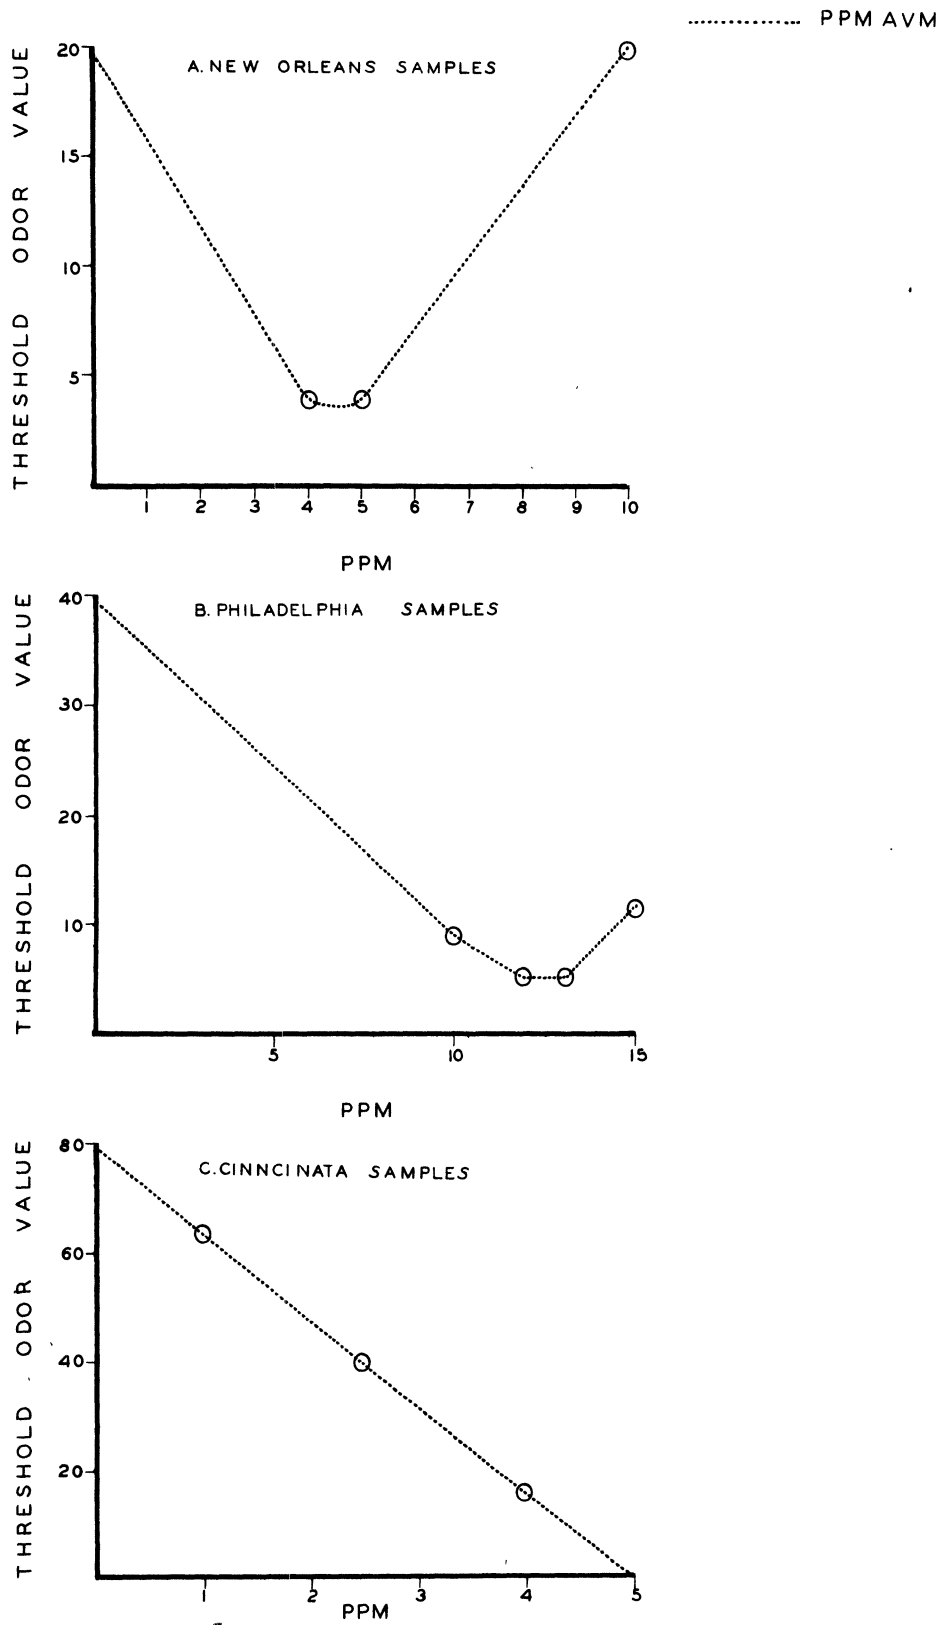 PPM AVM
A. NEW ORLEANS SAMPLES
THRESHOLD ODOR VALUE
20
15
10
5
1 2 3 4 5 6 7 8 9 10
PPM
B. PHILADELPHIA SAMPLES
THRESHOLD ODOR VALUE
40
30
20
10
5 10 15
PPM
C. CINNCINATA SAMPLES
THRESHOLD ODOR VALUE
80
60
40
20
1 2 3 4 5
PPM